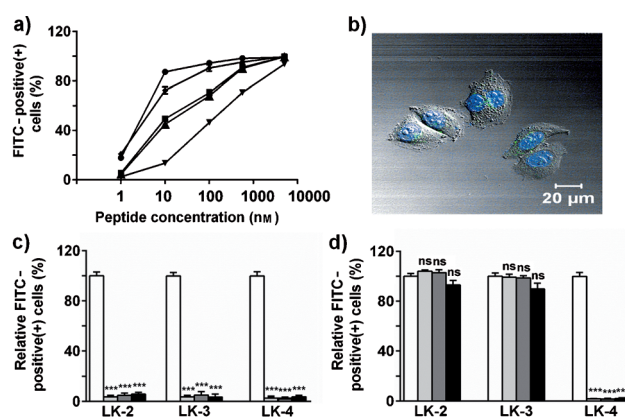 a)
120
80
40
0
FITC-positive(+)
cells (%)
1 10 100 1000 10000
Peptide concentration (nM)
b)
20 µm
c)
120
80
40
0
Relative FITC-
positive(+) cells (%)
*** *** *** *** *** *** *** *** ***
LK-2 LK-3 LK-4
d)
120
80
40
0
Relative FITC-
positive(+) cells (%)
ns ns ns ns ns ns
*** *** ***
LK-2 LK-3 LK-4